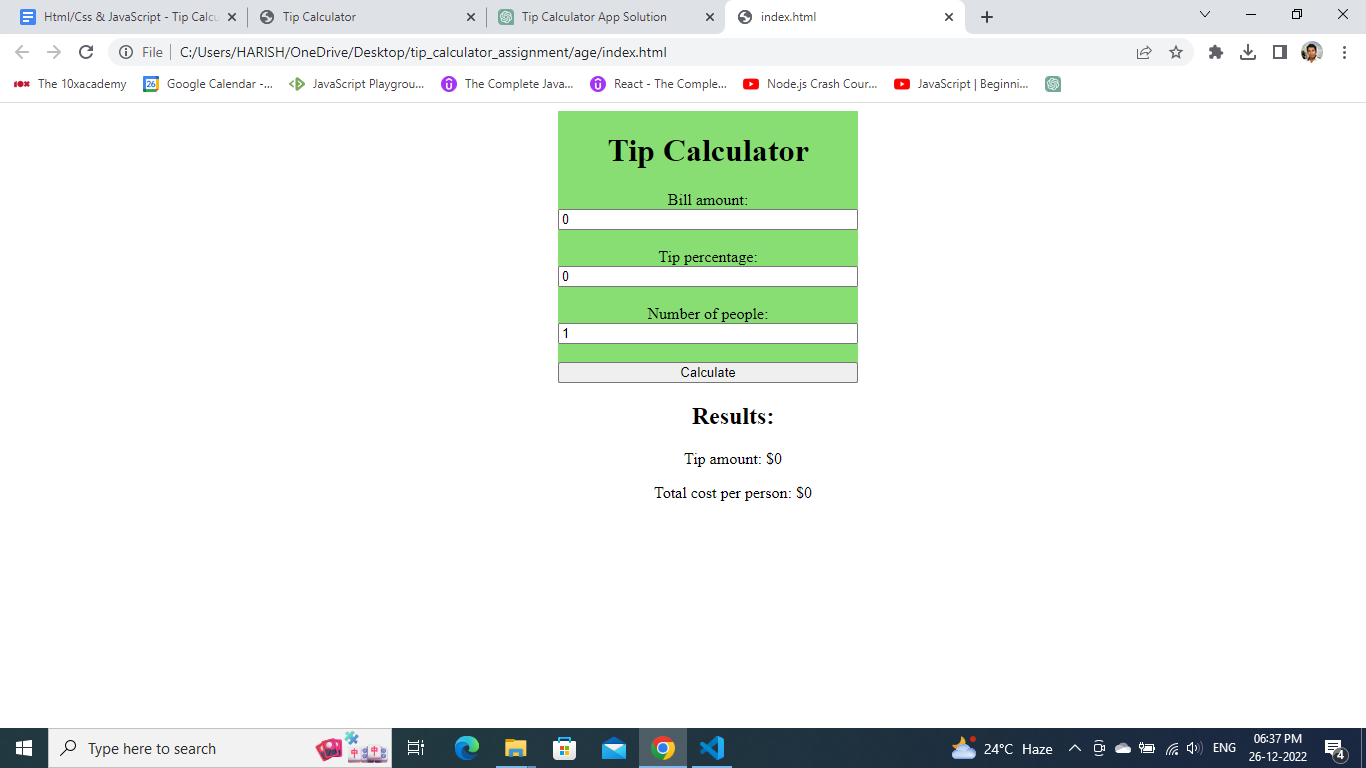 Html/Css & JavaScript - Tip Calcu
Tip Calculator
Tip Calculator App Solution
index.html
File
C:/Users/HARISH/OneDrive/Desktop/tip_calculator_assignment/age/index.html
The 10xacademy
26
Google Calendar -...
JavaScript Playgrou...
The Complete Java...
React - The Comple...
Node.js Crash Cour...
JavaScript | Beginni...
Tip Calculator
Bill amount:
0
Tip percentage:
0
Number of people:
1
Calculate
Results:
Tip amount: $0
Total cost per person: $0
Type here to search
24°C Haze
ENG
06:37 PM
26-12-2022
4